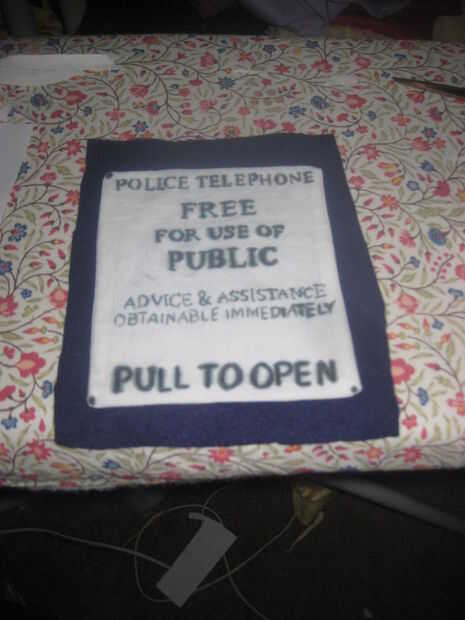 POLICE TELEPHONE
FREE
FOR USE OF
PUBLIC
ADVICE & ASSISTANCE
OBTAINABLE IMMEDIATELY
PULL TO OPEN